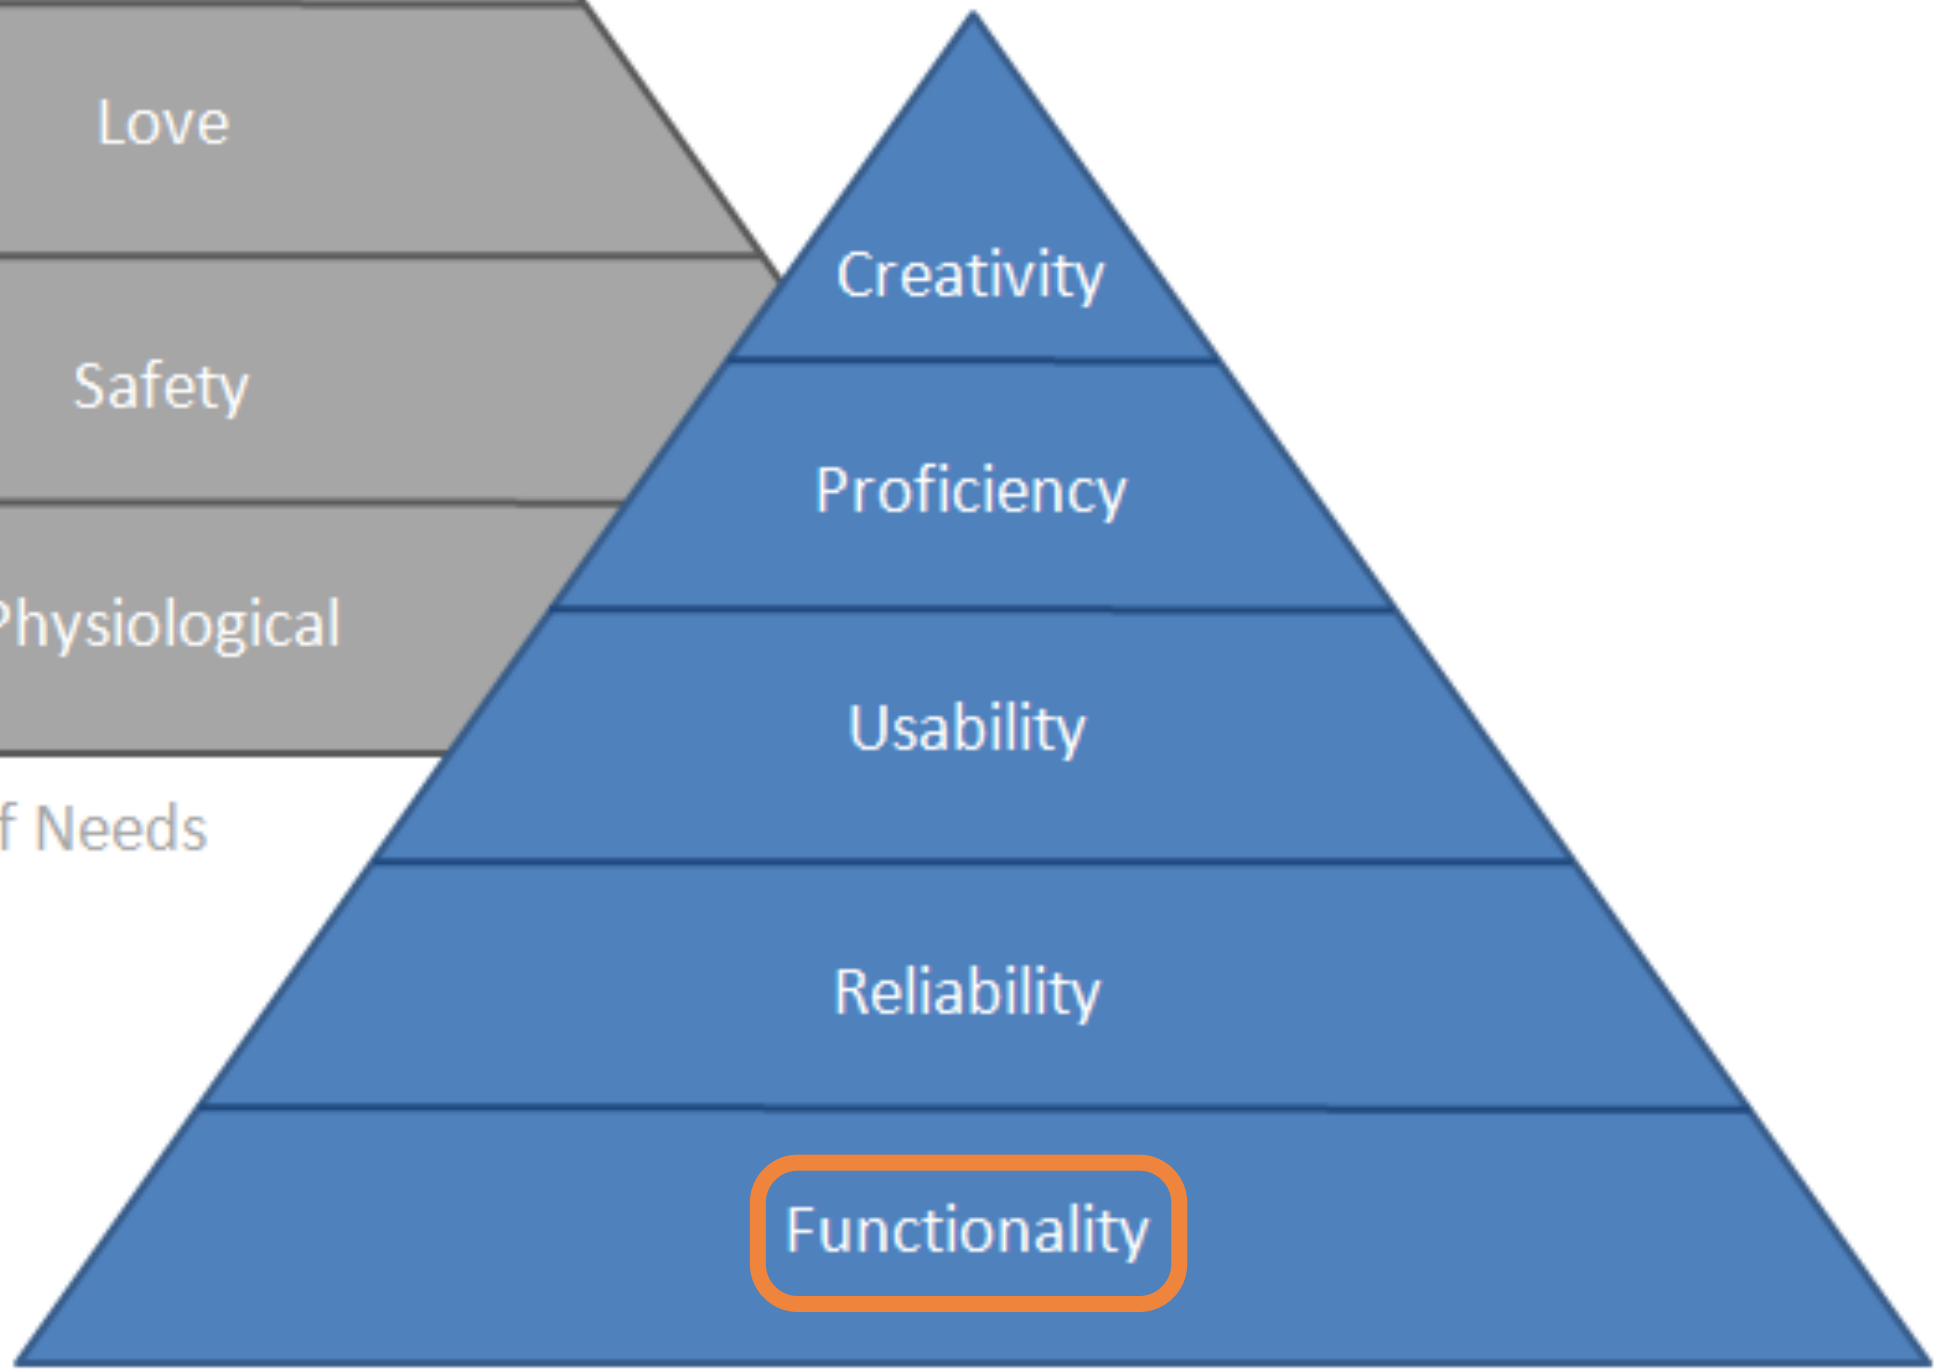 Love
Safety
Physiological
f Needs
Creativity
Proficiency
Usability
Reliability
Functionality